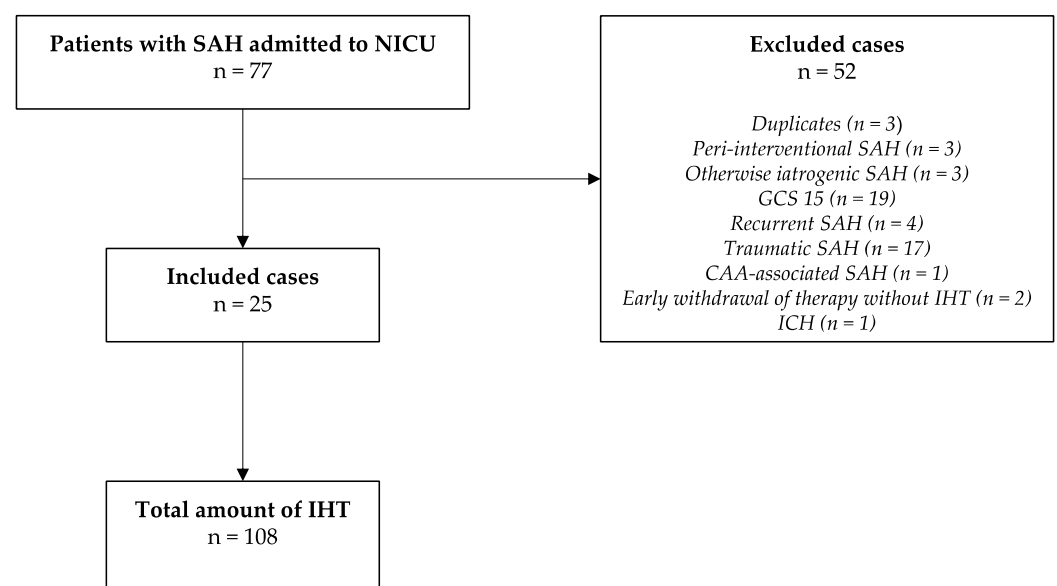 Patients with SAH admitted to NICU
n = 77
Excluded cases
n = 52
Duplicates (n = 3)
Peri-interventional SAH (n = 3)
Otherwise iatrogenic SAH (n = 3)
GCS 15 (n = 19)
Recurrent SAH (n = 4)
Traumatic SAH (n = 17)
CAA-associated SAH (n = 1)
Early withdrawal of therapy without IHT (n = 2)
ICH (n = 1)
Included cases
n = 25
Total amount of IHT
n = 108